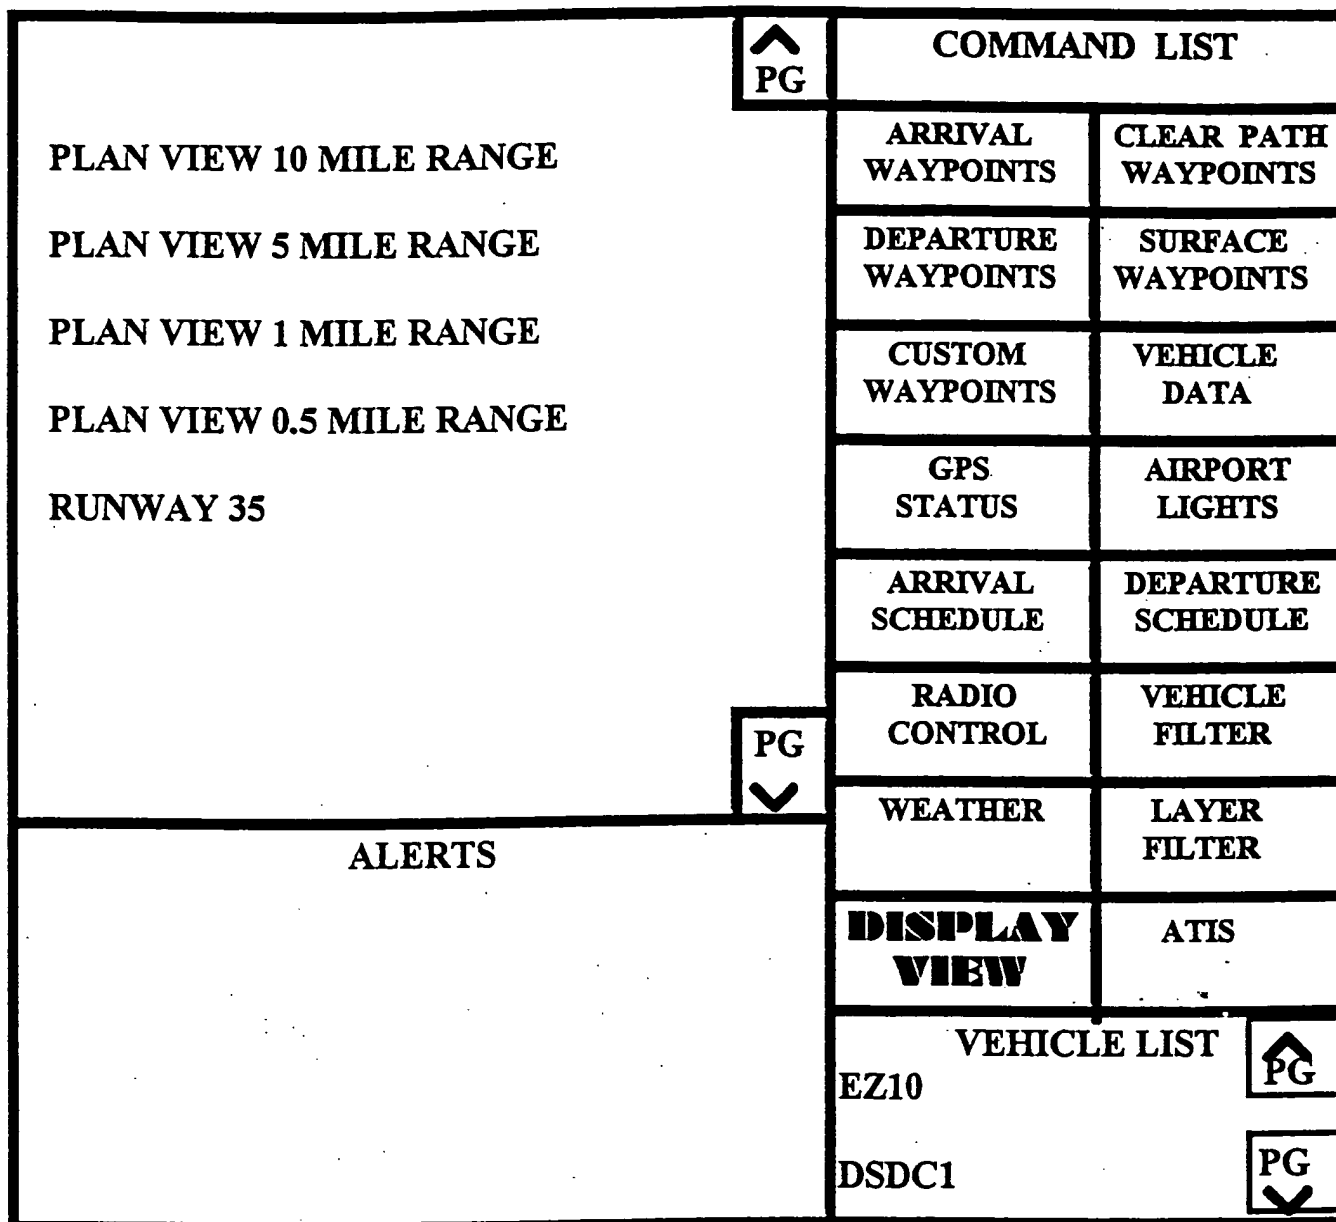 PG
PLAN VIEW 10 MILE RANGE
PLAN VIEW 5 MILE RANGE
PLAN VIEW 1 MILE RANGE
PLAN VIEW 0.5 MILE RANGE
RUNWAY 35
PG
ALERTS
COMMAND LIST
ARRIVAL
WAYPOINTS
CLEAR PATH
WAYPOINTS
DEPARTURE
WAYPOINTS
SURFACE
WAYPOINTS
CUSTOM
WAYPOINTS
VEHICLE
DATA
GPS
STATUS
AIRPORT
LIGHTS
ARRIVAL
SCHEDULE
DEPARTURE
SCHEDULE
RADIO
CONTROL
VEHICLE
FILTER
WEATHER
LAYER
FILTER
DISPLAY
VIEW
ATIS
VEHICLE LIST
PG
EZ10
DSDC1
PG